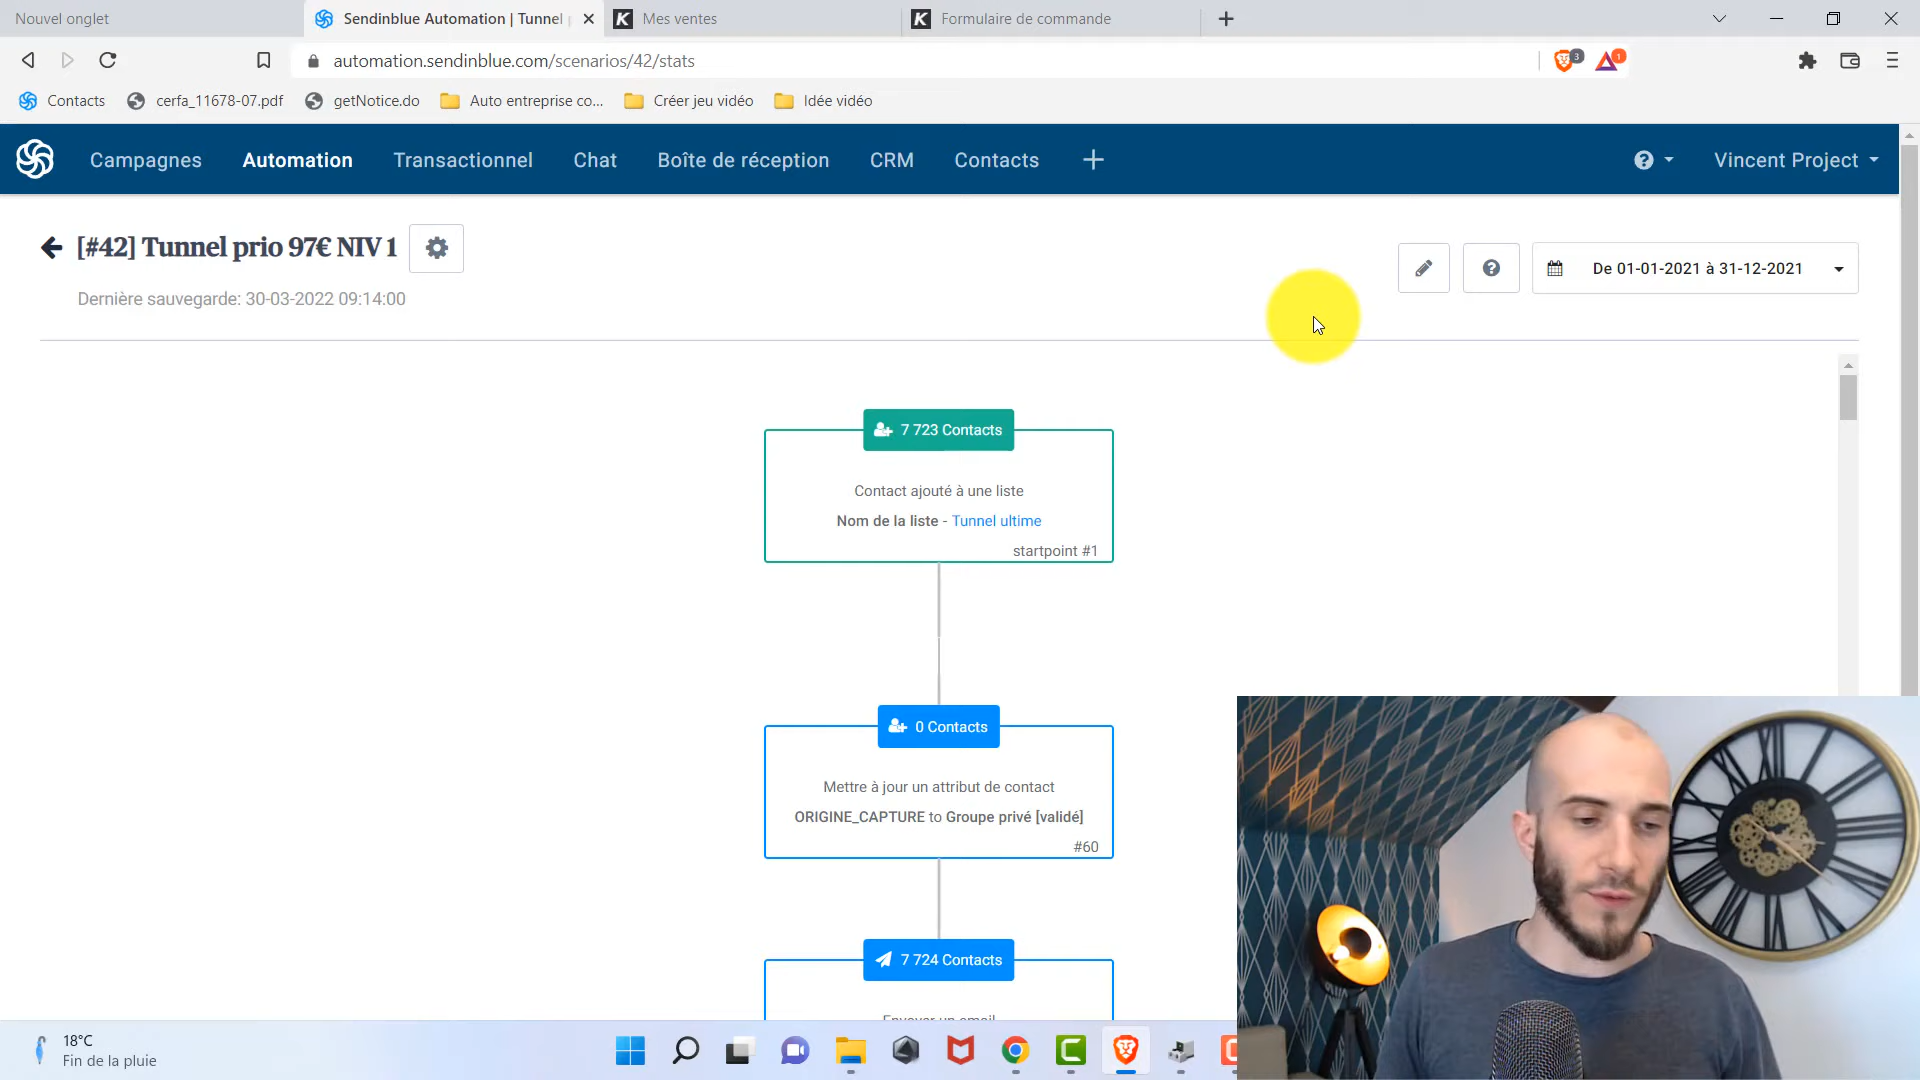 Nouvel onglet
Sendinblue Automation | Tunnel
Mes ventes
Formulaire de commande
automation.sendinblue.com/scenarios/42/stats
3
1
Contacts
cerfa_11678-07.pdf
getNotice.do
Auto entreprise co...
Créer jeu vidéo
Idée vidéo
Campagnes
Automation
Transactionnel
Chat
Boîte de réception
CRM
Contacts
Vincent Project
[#42] Tunnel prio 97€ NIV 1
De 01-01-2021 à 31-12-2021
Dernière sauvegarde: 30-03-2022 09:14:00
7 723 Contacts
Contact ajouté à une liste
Nom de la liste - Tunnel ultime
startpoint #1
0 Contacts
Mettre à jour un attribut de contact
ORIGINE_CAPTURE to Groupe privé [validé]
#60
7 724 Contacts
Envoyer un email
18°C
Fin de la pluie